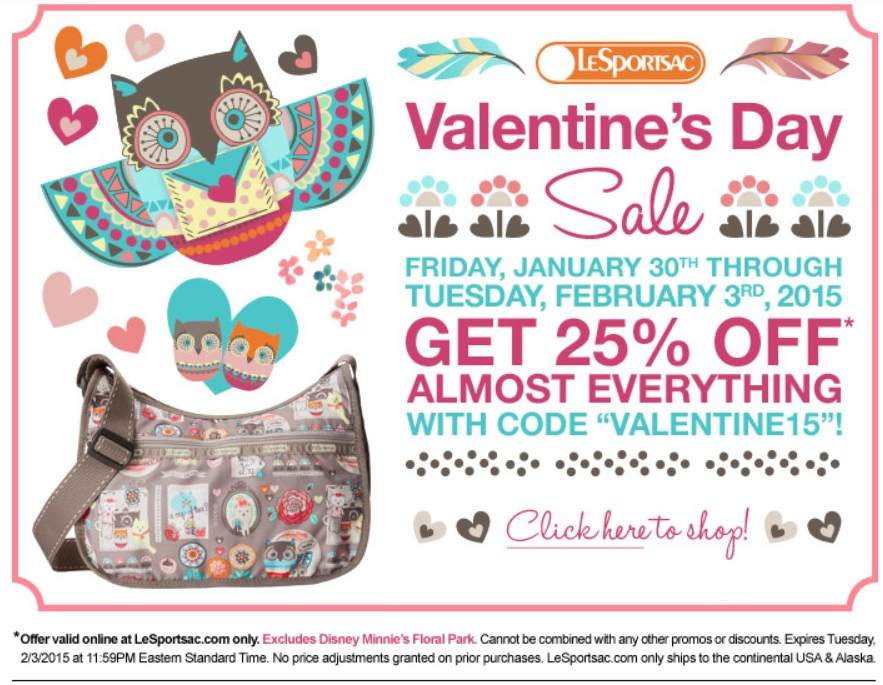 LESPORTSAC
Valentine's Day
Sale
FRIDAY, JANUARY 30TH THROUGH
TUESDAY, FEBRUARY 3RD, 2015
GET 25% OFF*
ALMOST EVERYTHING
WITH CODE “VALENTINE15”!
Click here to shop!
*Offer valid online at LeSportsac.com only. Excludes Disney Minnie's Floral Park. Cannot be combined with any other promos or discounts. Expires Tuesday,
2/3/2015 at 11:59PM Eastern Standard Time. No price adjustments granted on prior purchases. LeSportsac.com only ships to the continental USA & Alaska.